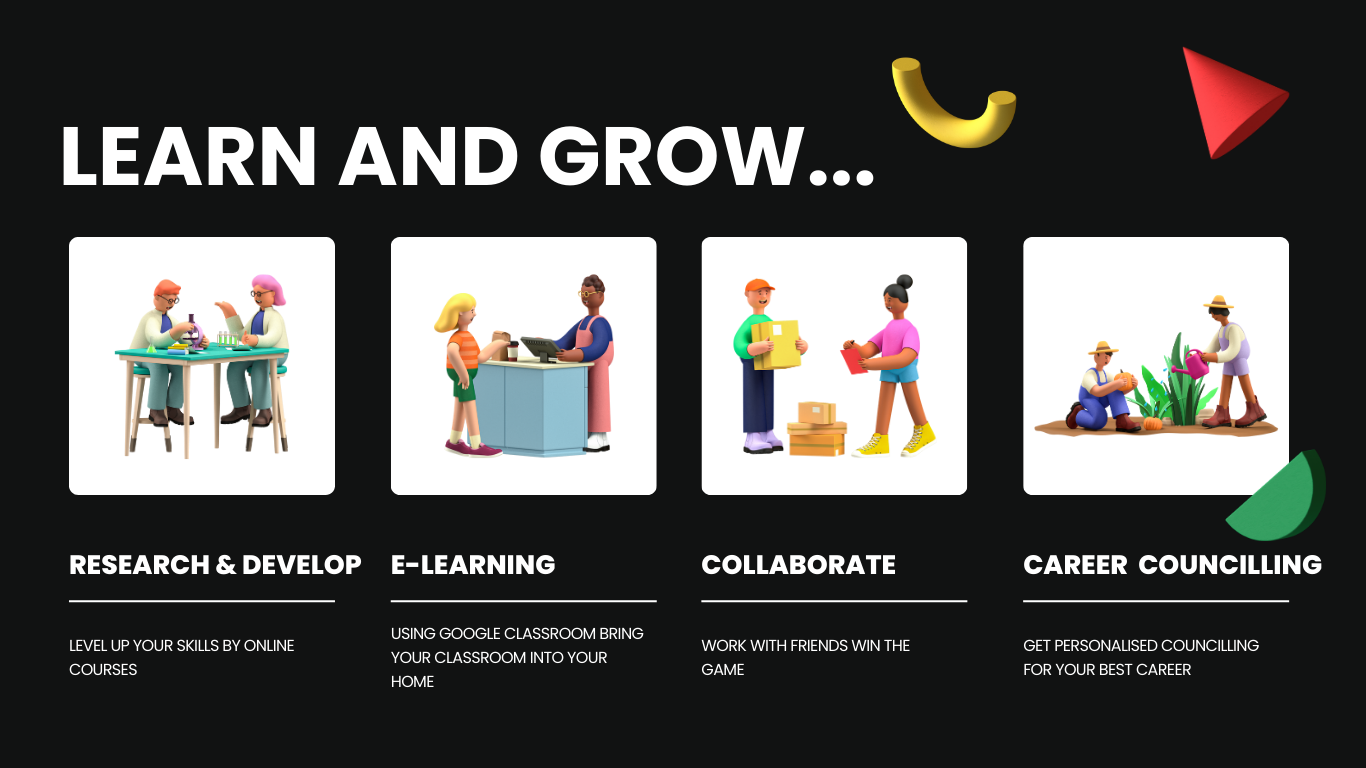 LEARN AND GROW...
RESEARCH & DEVELOP
LEVEL UP YOUR SKILLS BY ONLINE
COURSES
E-LEARNING
USING GOOGLE CLASSROOM BRING
YOUR CLASSROOM INTO YOUR
HOME
COLLABORATE
WORK WITH FRIENDS WIN THE
GAME
CAREER COUNCILLING
GET PERSONALISED COUNCILLING
FOR YOUR BEST CAREER